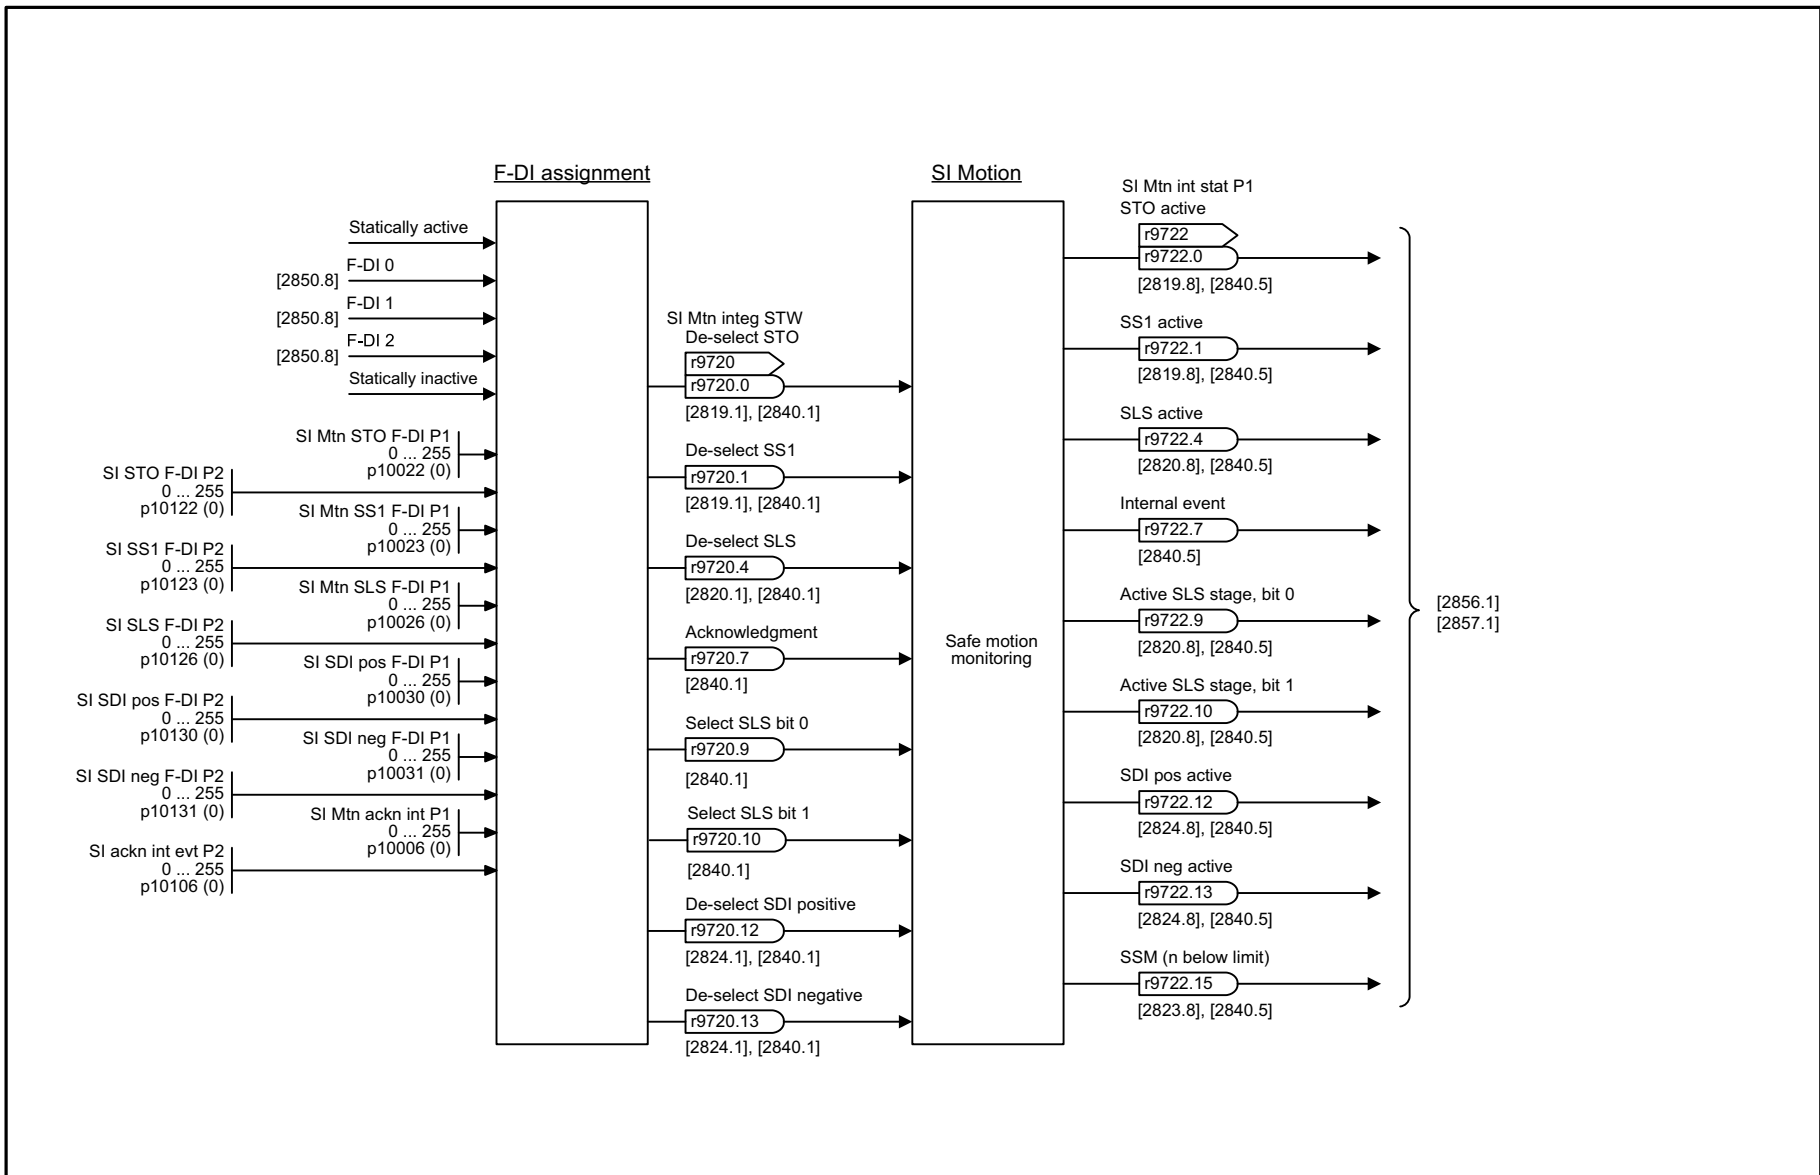 F-DI assignment
Statically active
F-DI 0
[2850.8]
F-DI 1
[2850.8]
F-DI 2
[2850.8]
Statically inactive
SI Mtn STO F-DI P1
0 ... 255
p10022 (0)
SI STO F-DI P2
0 ... 255
p10122 (0)
SI Mtn SS1 F-DI P1
0 ... 255
p10023 (0)
SI SS1 F-DI P2
0 ... 255
p10123 (0)
SI Mtn SLS F-DI P1
0 ... 255
p10026 (0)
SI SLS F-DI P2
0 ... 255
p10126 (0)
SI SDI pos F-DI P1
0 ... 255
p10030 (0)
SI SDI pos F-DI P2
0 ... 255
p10130 (0)
SI SDI neg F-DI P1
0 ... 255
p10031 (0)
SI SDI neg F-DI P2
0 ... 255
p10131 (0)
SI Mtn ackn int P1
0 ... 255
p10006 (0)
SI ackn int evt P2
0 ... 255
p10106 (0)
SI Mtn integ STW
De-select STO
r9720
r9720.0
[2819.1], [2840.1]
De-select SS1
r9720.1
[2819.1], [2840.1]
De-select SLS
r9720.4
[2820.1], [2840.1]
Acknowledgment
r9720.7
[2840.1]
Select SLS bit 0
r9720.9
[2840.1]
Select SLS bit 1
r9720.10
[2840.1]
De-select SDI positive
r9720.12
[2824.1], [2840.1]
De-select SDI negative
r9720.13
[2824.1], [2840.1]
SI Motion
Safe motion
monitoring
SI Mtn int stat P1
STO active
r9722
r9722.0
[2819.8], [2840.5]
SS1 active
r9722.1
[2819.8], [2840.5]
SLS active
r9722.4
[2820.8], [2840.5]
Internal event
r9722.7
[2840.5]
Active SLS stage, bit 0
r9722.9
[2820.8], [2840.5]
Active SLS stage, bit 1
r9722.10
[2820.8], [2840.5]
SDI pos active
r9722.12
[2824.8], [2840.5]
SDI neg active
r9722.13
[2824.8], [2840.5]
SSM (n below limit)
r9722.15
[2823.8], [2840.5]
[2856.1]
[2857.1]